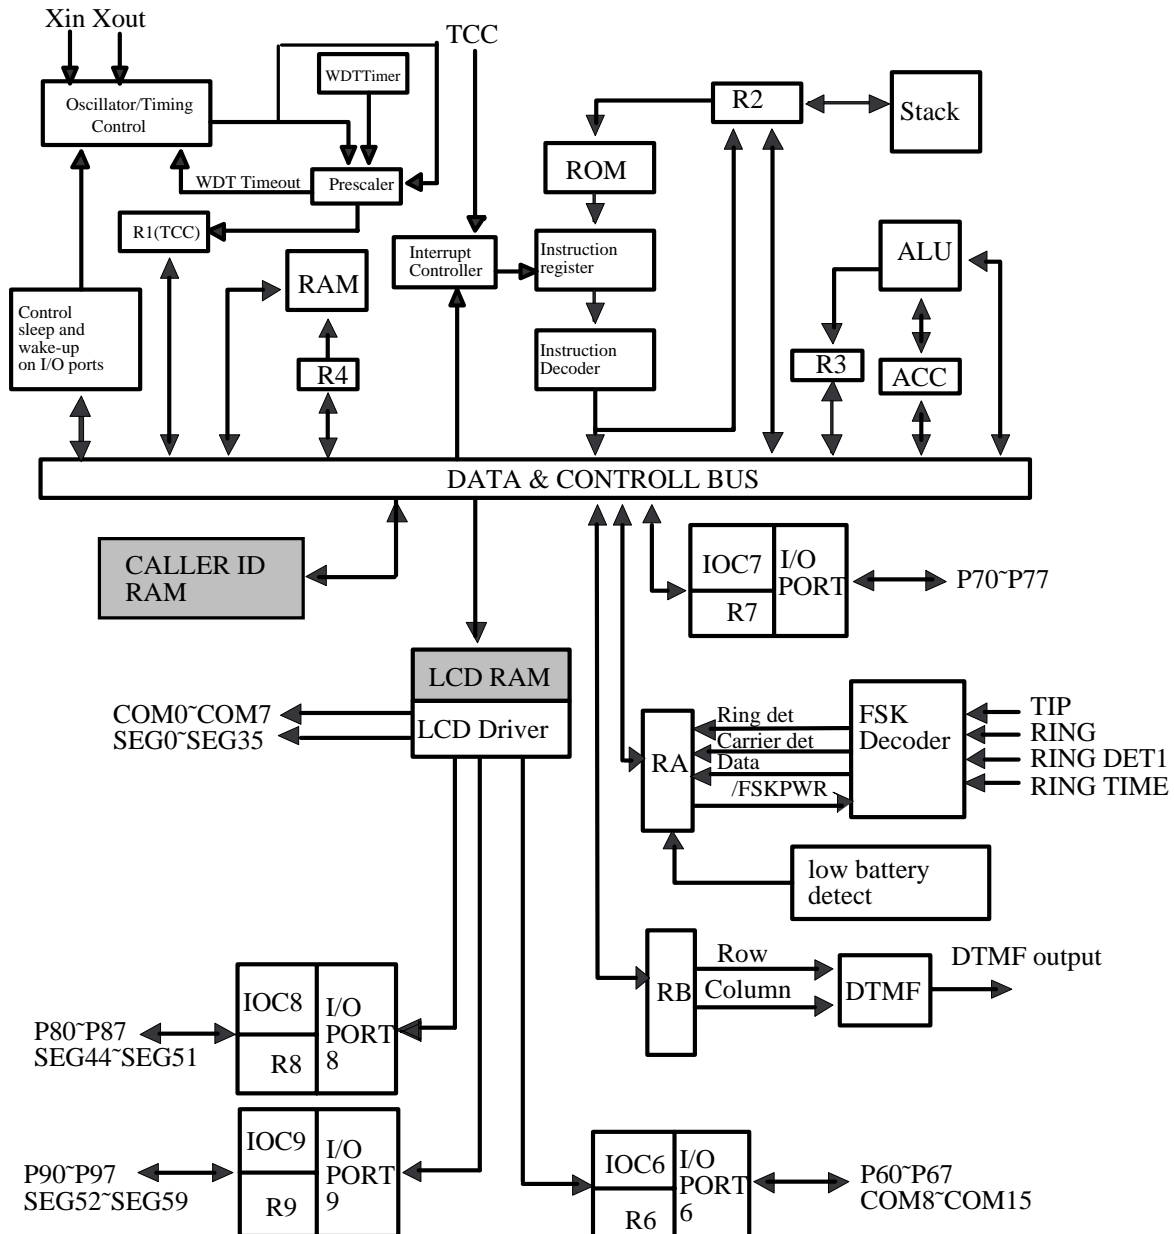 Xin Xout
TCC
WDTTimer
Oscillator/Timing
Control
R2
Stack
ROM
WDT Timeout
Prescaler
R1(TCC)
Interrupt
Controller
Instruction
register
ALU
RAM
Control
sleep and
wake-up
on I/O ports
Instruction
Decoder
R4
R3
ACC
DATA & CONTROLL BUS
CALLER ID
RAM
IOC7
R7
I/O
PORT
P70~P77
LCD RAM
LCD Driver
COM0~COM7
SEG0~SEG35
RA
Ring det
Carrier det
Data
/FSKPWR
FSK
Decoder
TIP
RING
RING DET1
RING TIME
low battery
detect
RB
Row
Column
DTMF
DTMF output
P80~P87
SEG44~SEG51
IOC8
R8
I/O
PORT
8
P90~P97
SEG52~SEG59
IOC9
R9
I/O
PORT
9
IOC6
R6
I/O
PORT
6
P60~P67
COM8~COM15